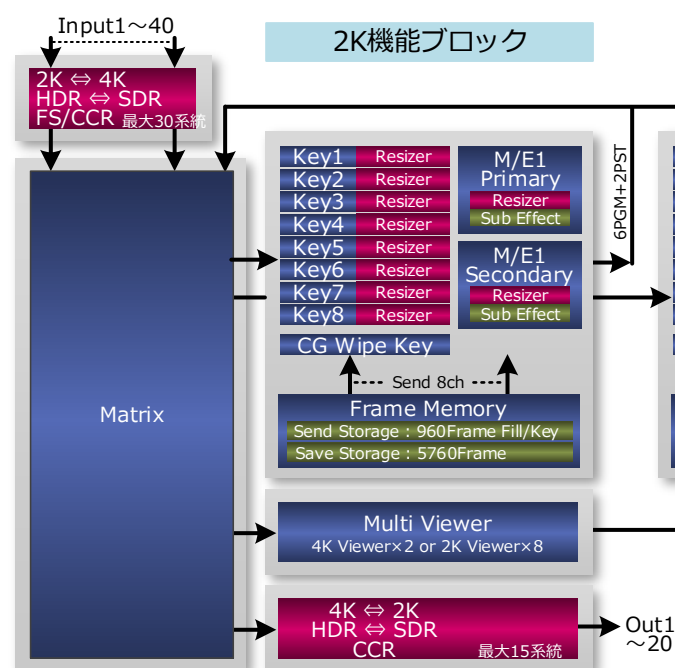 Input1～40
2K機能ブロック
2K ⇔ 4K
HDR ⇔ SDR
FS/CCR 最大30系統
Matrix
Key1 Resizer
Key2 Resizer
Key3 Resizer
Key4 Resizer
Key5 Resizer
Key6 Resizer
Key7 Resizer
Key8 Resizer
CG Wipe Key
M/E1
Primary
Resizer
Sub Effect
M/E1
Secondary
Resizer
Sub Effect
6PGM+2PST
Send 8ch
Frame Memory
Send Storage : 960Frame Fill/Key
Save Storage : 5760Frame
Multi Viewer
4K Viewer×2 or 2K Viewer×8
4K ⇔ 2K
HDR ⇔ SDR
CCR 最大15系統
Out1
～20